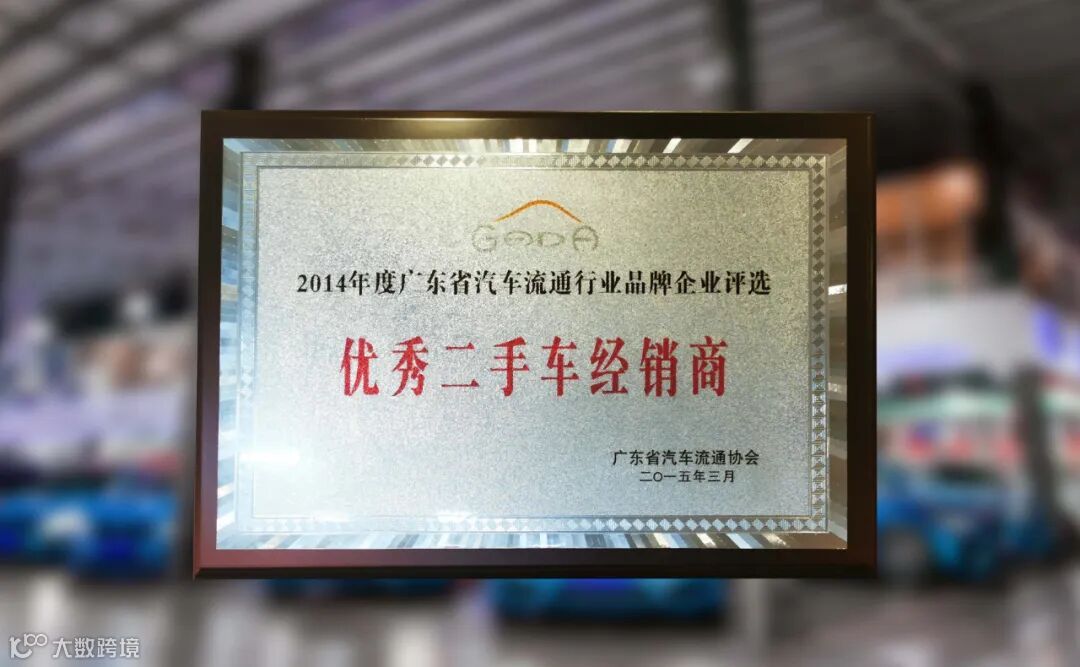 GADA
2014年度广东省汽车流通行业品牌企业评选
优秀二手车经销商
广东省汽车流通协会
二〇一五年三月
大数跨境